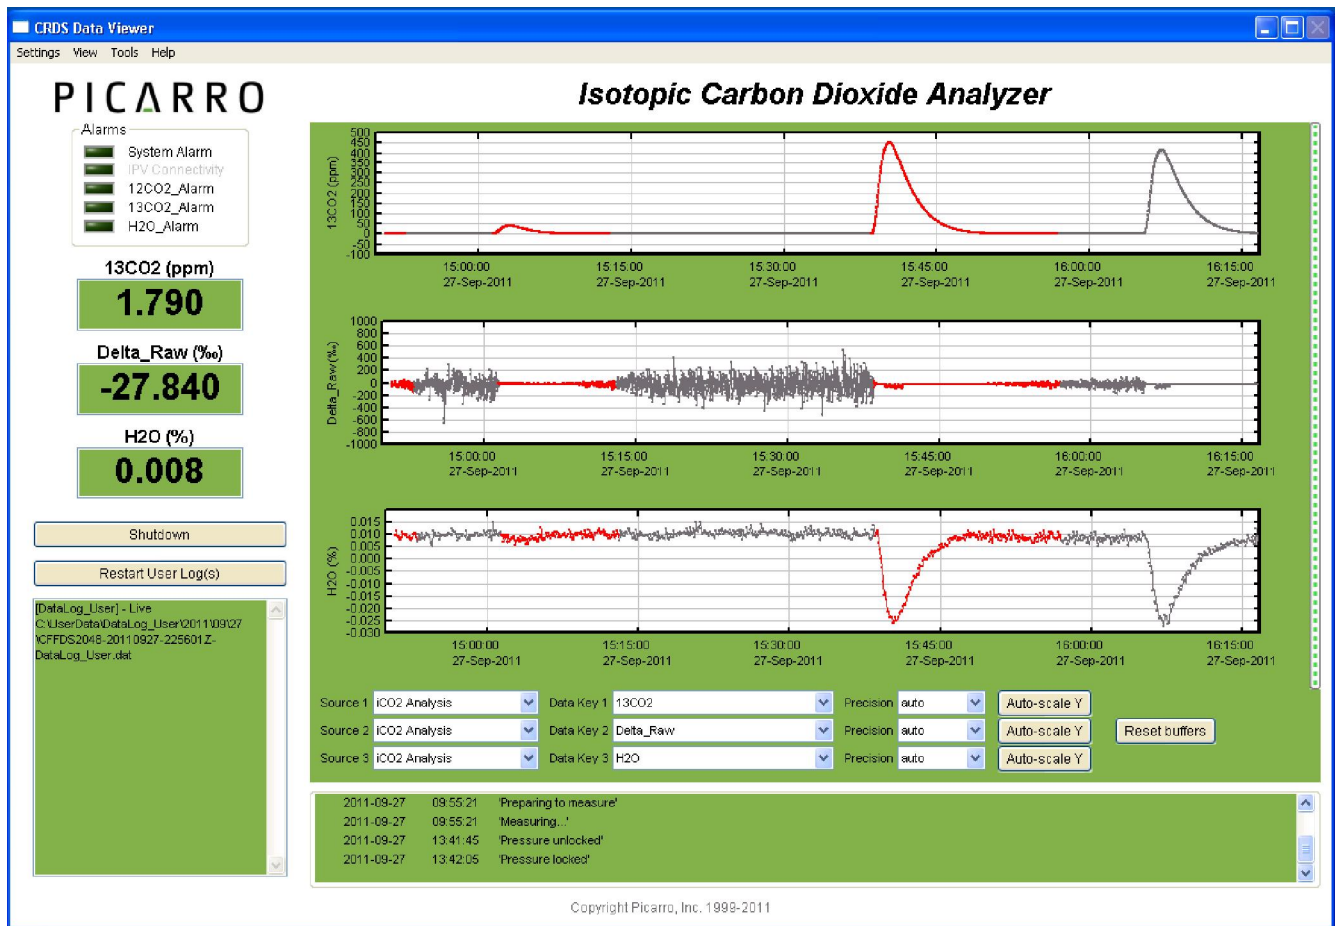 CRDS Data Viewer
Settings View Tools Help
PICARRO
Isotopic Carbon Dioxide Analyzer
Alarms
System Alarm
IPV Connectivity
12CO2_Alarm
13CO2_Alarm
H2O_Alarm
13CO2 (ppm)
1.790
Delta_Raw (‰)
-27.840
H2O (%)
0.008
Shutdown
Restart User Log(s)
[DataLog_User] - Live
C:\UserData\DataLog_User\2011\09\27
\CFFDS2048-20110927-225601Z-
DataLog_User.dat
13CO2 (ppm)
500
450
400
350
300
250
200
150
100
50
0
-50
-100
15:00:00 15:15:00 15:30:00 15:45:00 16:00:00 16:15:00
27-Sep-2011 27-Sep-2011 27-Sep-2011 27-Sep-2011 27-Sep-2011 27-Sep-2011
Delta_Raw (‰)
1000
800
600
400
200
0
-200
-400
-600
-800
-1000
15:00:00 15:15:00 15:30:00 15:45:00 16:00:00 16:15:00
27-Sep-2011 27-Sep-2011 27-Sep-2011 27-Sep-2011 27-Sep-2011 27-Sep-2011
H2O (%)
0.015
0.010
0.005
0.000
-0.005
-0.010
-0.015
-0.020
-0.025
-0.030
15:00:00 15:15:00 15:30:00 15:45:00 16:00:00 16:15:00
27-Sep-2011 27-Sep-2011 27-Sep-2011 27-Sep-2011 27-Sep-2011 27-Sep-2011
Source 1 iCO2 Analysis Data Key 1 13CO2 Precision auto Auto-scale Y
Source 2 iCO2 Analysis Data Key 2 Delta_Raw Precision auto Auto-scale Y Reset buffers
Source 3 iCO2 Analysis Data Key 3 H2O Precision auto Auto-scale Y
2011-09-27 09:55:21 'Preparing to measure'
2011-09-27 09:55:21 'Measuring...'
2011-09-27 13:41:45 'Pressure unlocked'
2011-09-27 13:42:05 'Pressure locked'
Copyright Picarro, Inc. 1999-2011